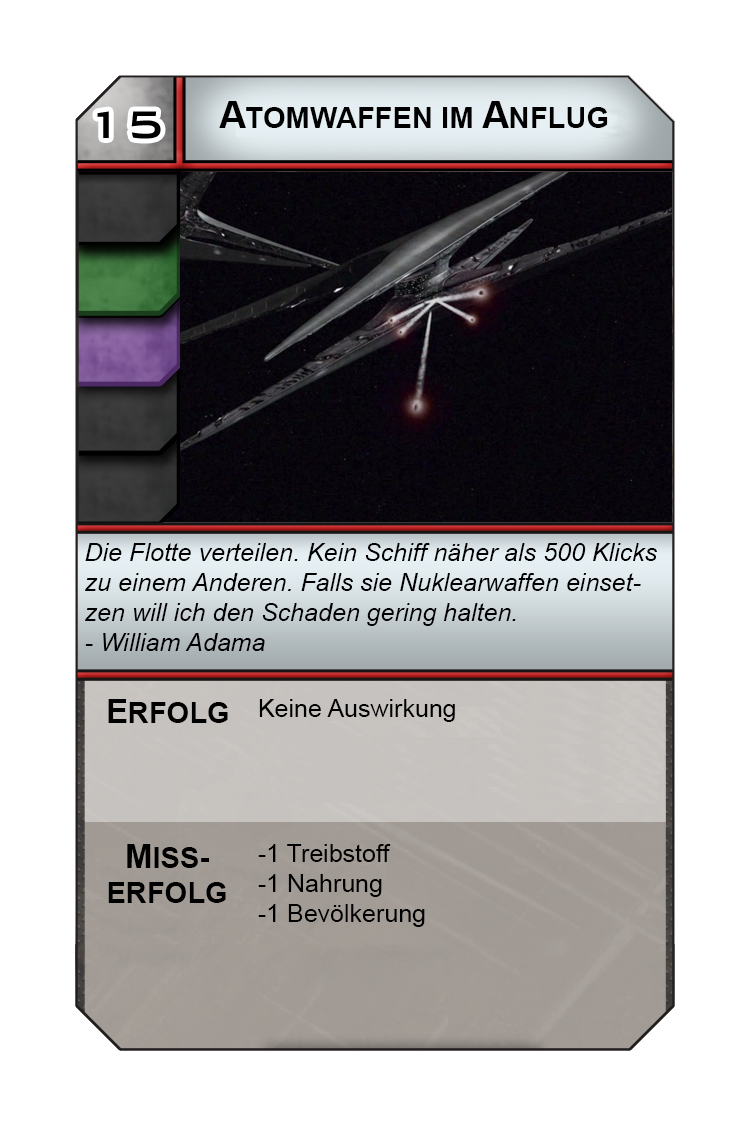 15
ATOMWAFFEN IM ANFLUG
Die Flotte verteilen. Kein Schiff näher als 500 Klicks
zu einem Anderen. Falls sie Nuklearwaffen einset-
zen will ich den Schaden gering halten.
- William Adama
ERFOLG
Keine Auswirkung
MISS-
ERFOLG
-1 Treibstoff
-1 Nahrung
-1 Bevölkerung